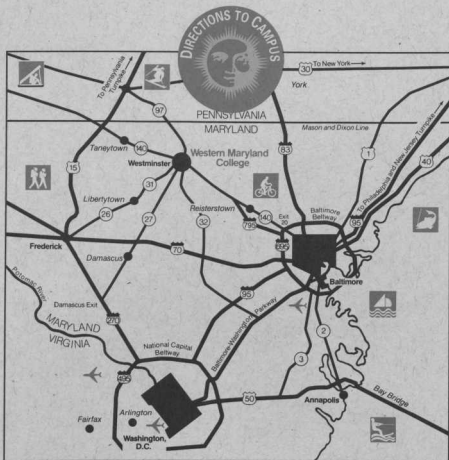 DIRECTIONS TO CAMPUS
To New York
30
York
To Pennsylvania
Turnpike
97
PENNSYLVANIA
MARYLAND
Mason and Dixon Line
To Philadelphia and New Jersey Turnpike
83
1
40
140
Taneytown
15
Westminster
Western Maryland
College
31
Libertytown
26
27
Reisterstown
32
140
795
Exit
20
Baltimore
Beltway
695
95
Frederick
70
Baltimore
Damascus
95
Potomac River
Damascus Exit
270
MARYLAND
VIRGINIA
National Capital
Beltway
Baltimore-Washington Parkway
2
3
495
50
Annapolis
Bay Bridge
Fairfax
Arlington
Washington,
D.C.